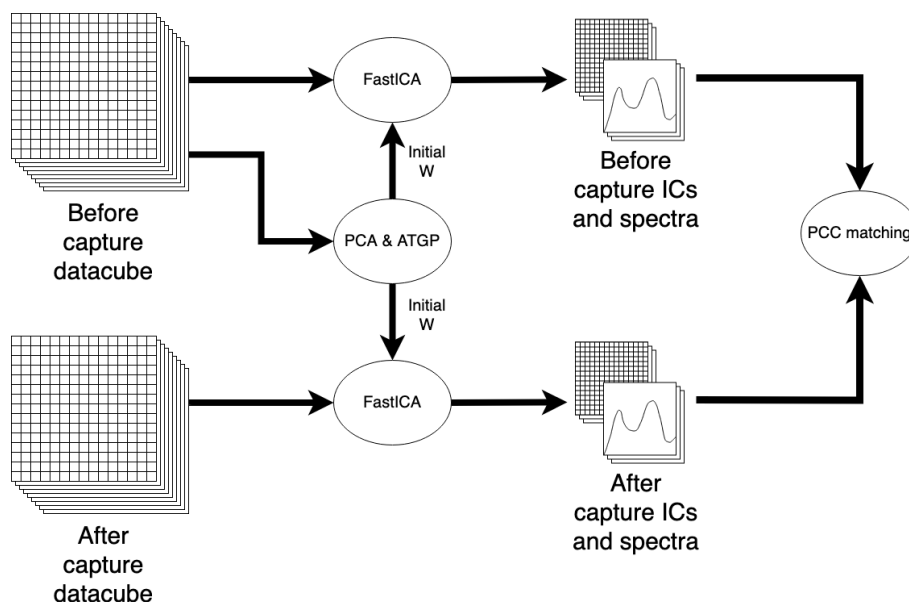 FastICA
Before
capture
datacube
Initial
W
Before
capture ICs
and spectra
PCA & ATGP
PCC matching
Initial
W
After
capture
datacube
FastICA
After
capture ICs
and spectra